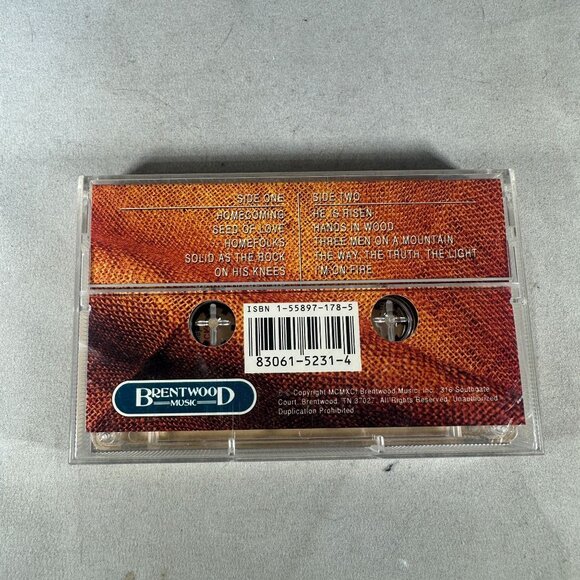 SIDE ONE
HOMECOMING
SEED OF LOVE
HOMEFOLKS
SOLID AS THE ROCK
ON HIS KNEES
SIDE TWO
HE IS RISEN
HANDS IN WOOD
THREE MEN ON A MOUNTAIN
THE WAY, THE TRUTH, THE LIGHT
I'M ON FIRE
ISBN 1-55897-178-5
83061-5231-4
BRENTWOOD
MUSIC
℗ © Copyright MCMXCI Brentwood Music, Inc., 316 Southgate
Court, Brentwood, TN 37027. All Rights Reserved. Unauthorized
Duplication Prohibited.